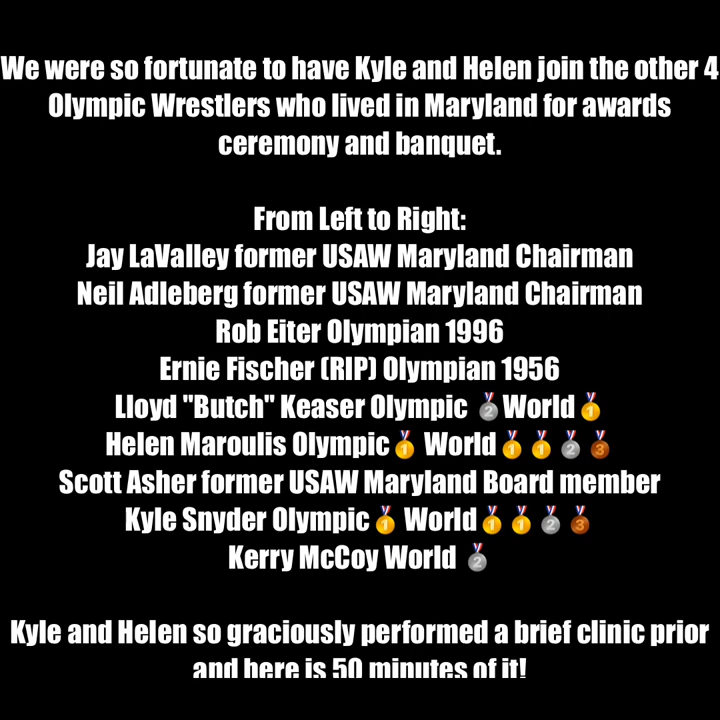 We were so fortunate to have Kyle and Helen join the other 4
Olympic Wrestlers who lived in Maryland for awards
ceremony and banquet.
From Left to Right:
Jay LaValley former USAW Maryland Chairman
Neil Adleberg former USAW Maryland Chairman
Rob Eiter Olympian 1996
Ernie Fischer (RIP) Olympian 1956
Lloyd "Butch" Keaser Olympic 🥈World🥇
Helen Maroulis Olympic🥇 World🥇🥇🥈🥉
Scott Asher former USAW Maryland Board member
Kyle Snyder Olympic🥇 World🥇🥇🥈🥉
Kerry McCoy World 🥈
Kyle and Helen so graciously performed a brief clinic prior
and here is 50 minutes of it!